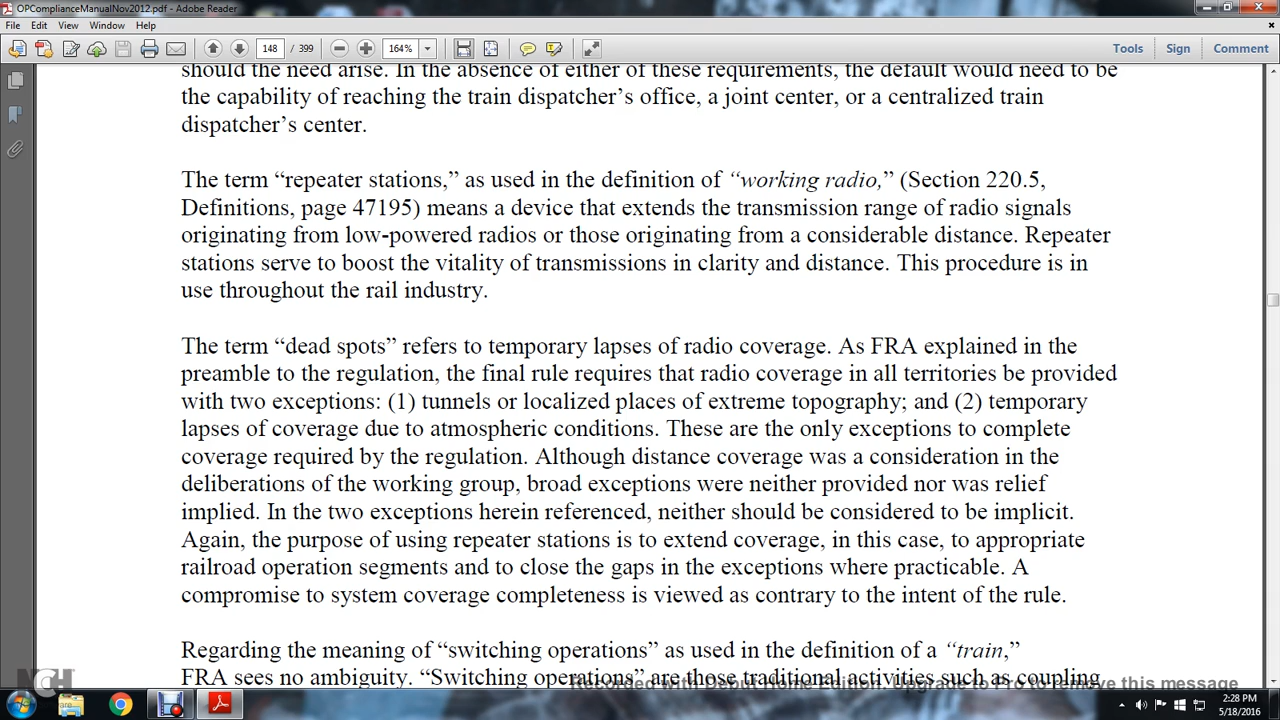 OPComplianceManualNov2012.pdf - Adobe Reader
File Edit View Window Help
148 / 399 164% Tools Sign Comment
should the need arise. In the absence of either of these requirements, the default would need to be
the capability of reaching the train dispatcher’s office, a joint center, or a centralized train
dispatcher’s center.
The term “repeater stations,” as used in the definition of “working radio,” (Section 220.5,
Definitions, page 47195) means a device that extends the transmission range of radio signals
originating from low-powered radios or those originating from a considerable distance. Repeater
stations serve to boost the vitality of transmissions in clarity and distance. This procedure is in
use throughout the rail industry.
The term “dead spots” refers to temporary lapses of radio coverage. As FRA explained in the
preamble to the regulation, the final rule requires that radio coverage in all territories be provided
with two exceptions: (1) tunnels or localized places of extreme topography; and (2) temporary
lapses of coverage due to atmospheric conditions. These are the only exceptions to complete
coverage required by the regulation. Although distance coverage was a consideration in the
deliberations of the working group, broad exceptions were neither provided nor was relief
implied. In the two exceptions herein referenced, neither should be considered to be implicit.
Again, the purpose of using repeater stations is to extend coverage, in this case, to appropriate
railroad operation segments and to close the gaps in the exceptions where practicable. A
compromise to system coverage completeness is viewed as contrary to the intent of the rule.
Regarding the meaning of “switching operations” as used in the definition of a “train,”
FRA sees no ambiguity. “Switching operations” are those traditional activities such as coupling
NCH
2:28 PM
5/18/2016